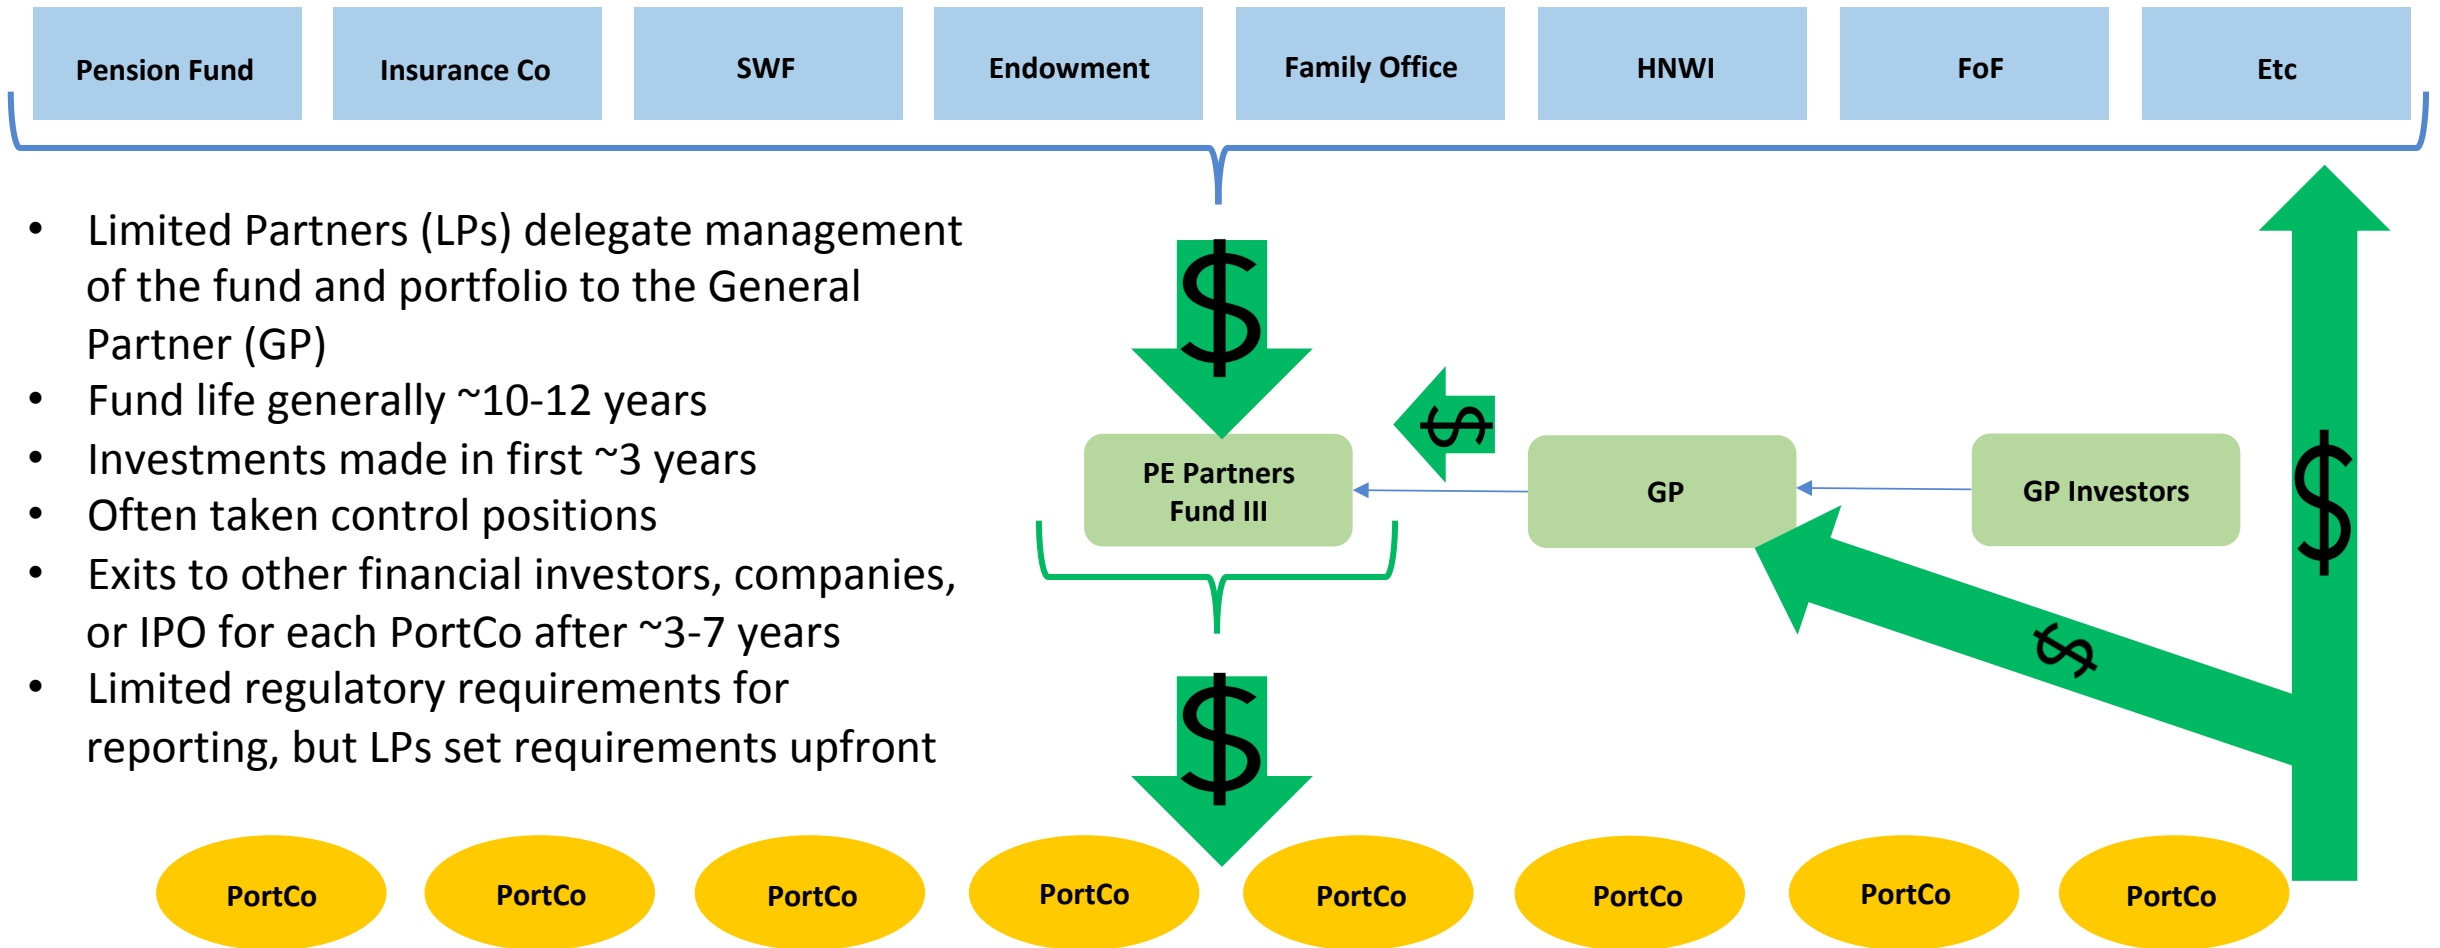 Pension Fund
Insurance Co
SWF
Endowment
Family Office
HNWI
FoF
Etc
• Limited Partners (LPs) delegate management
of the fund and portfolio to the General
Partner (GP)
• Fund life generally ~10-12 years
• Investments made in first ~3 years
• Often taken control positions
• Exits to other financial investors, companies,
or IPO for each PortCo after ~3-7 years
• Limited regulatory requirements for
reporting, but LPs set requirements upfront
$
$
PE Partners
Fund III
GP
GP Investors
$
$
$
PortCo
PortCo
PortCo
PortCo
PortCo
PortCo
PortCo
PortCo